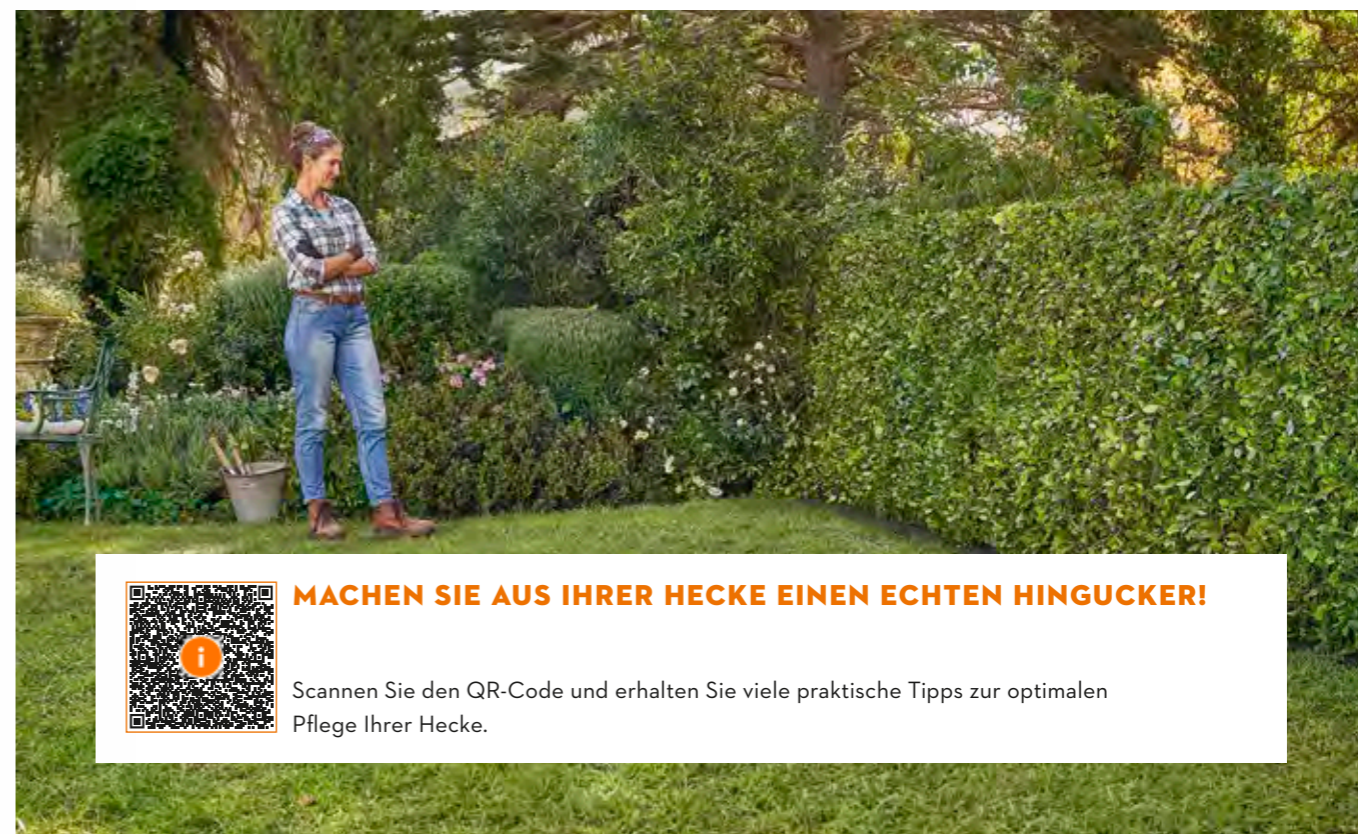 MACHEN SIE AUS IHRER HECKE EINEN ECHTEN HINGUCKER!
i
Scannen Sie den QR-Code und erhalten Sie viele praktische Tipps zur optimalen
Pflege Ihrer Hecke.